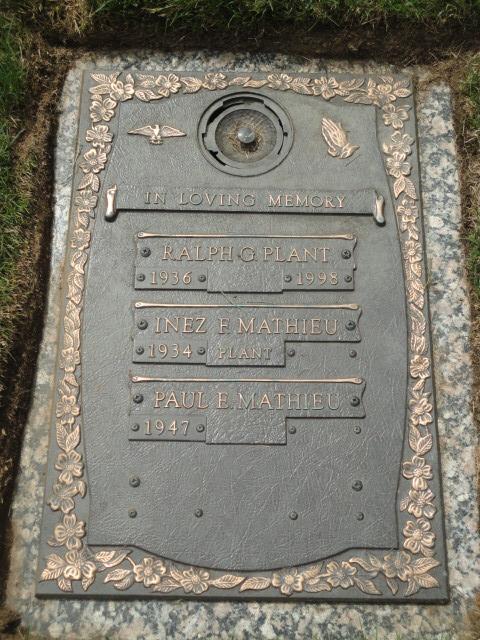 IN LOVING MEMORY
RALPH G. PLANT
1936 1998
INEZ F. MATHIEU
1934 PLANT
PAUL E. MATHIEU
1947